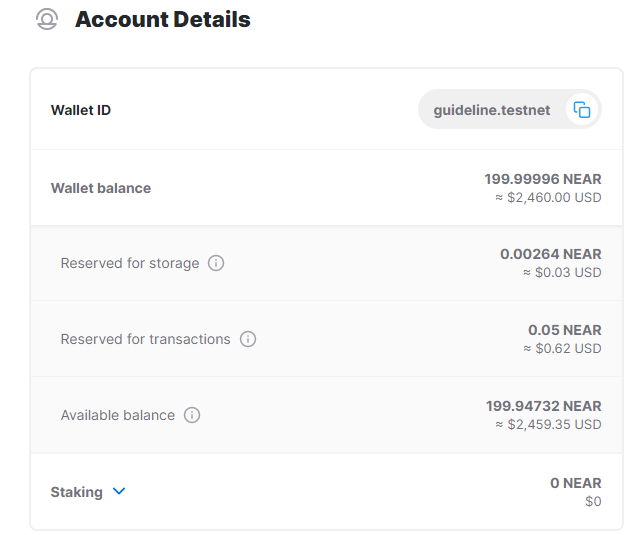 Account Details
Wallet ID
guideline.testnet
Wallet balance
199.99996 NEAR
≈ $2,460.00 USD
Reserved for storage
0.00264 NEAR
≈ $0.03 USD
Reserved for transactions
0.05 NEAR
≈ $0.62 USD
Available balance
199.94732 NEAR
≈ $2,459.35 USD
Staking
0 NEAR
$0